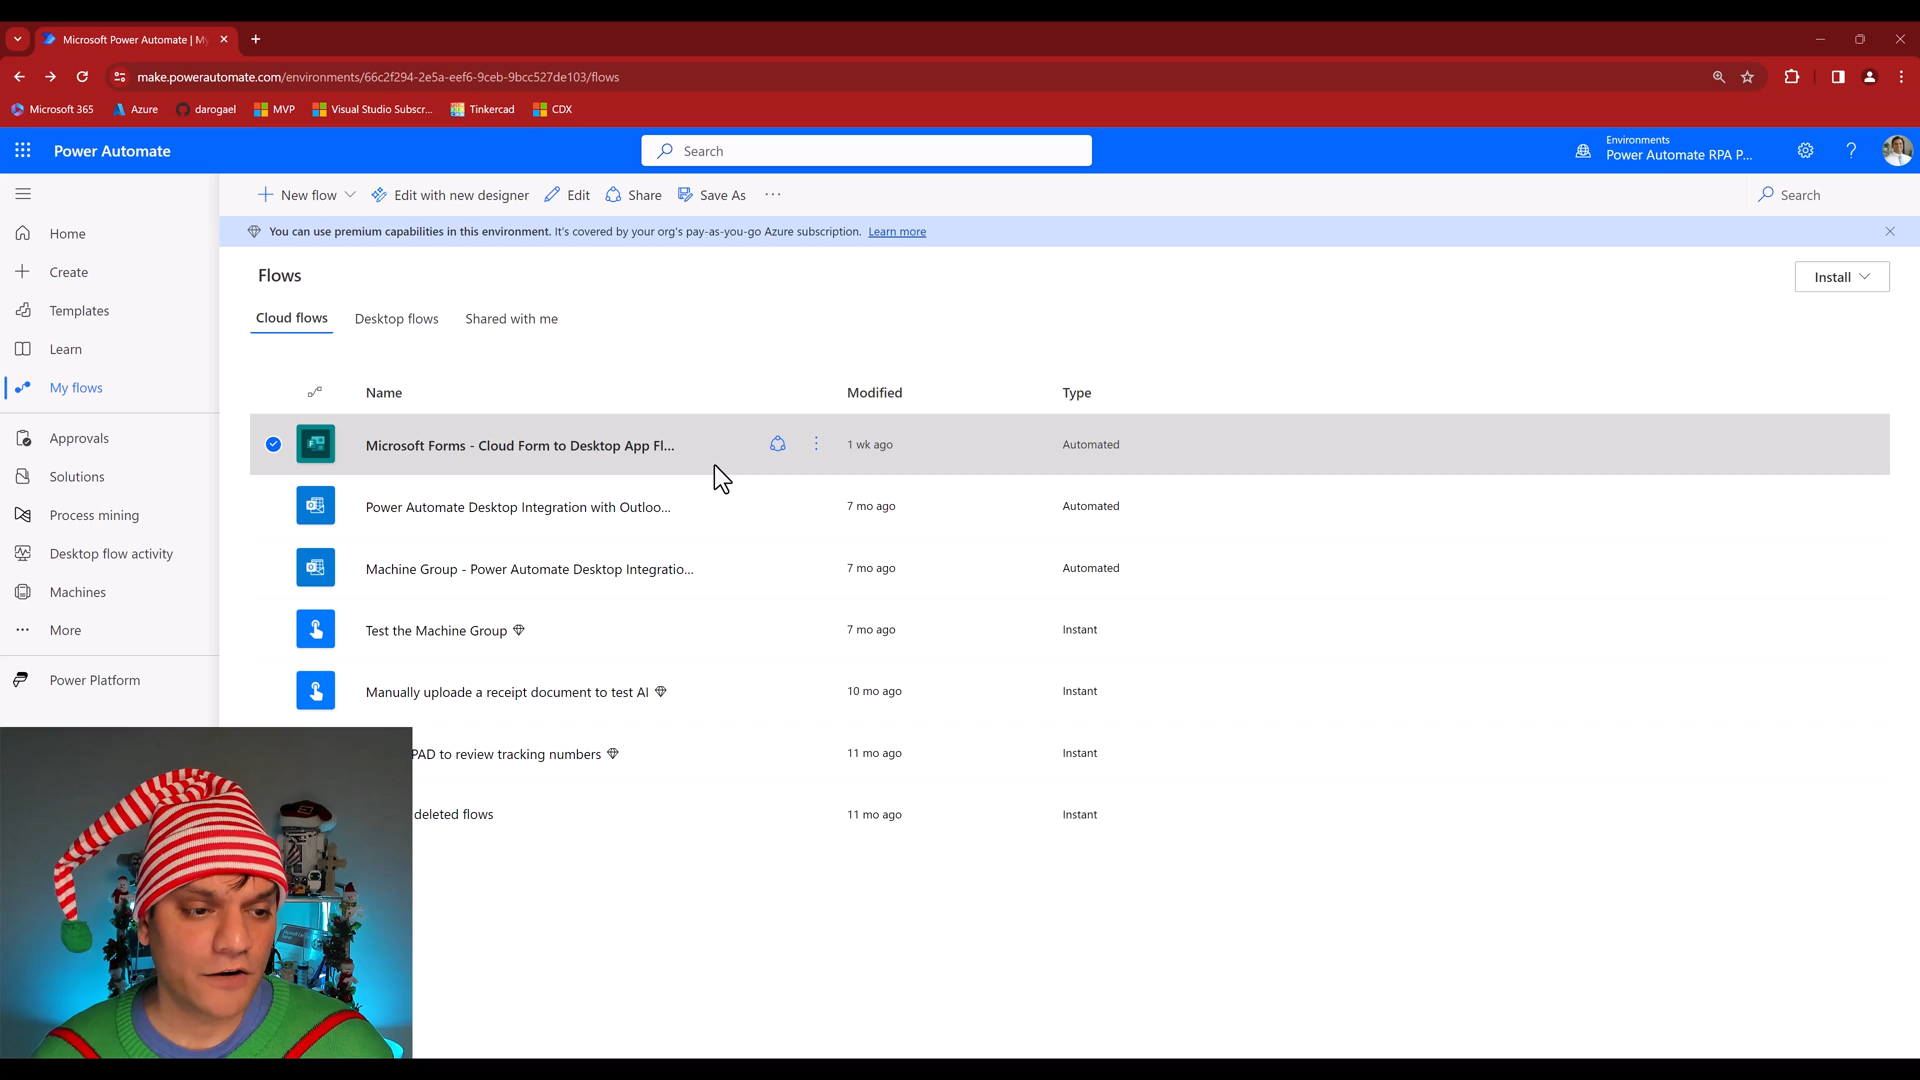 Microsoft Power Automate | My
make.powerautomate.com/environments/66c2f294-2e5a-eef6-9ceb-9bcc527de103/flows
Microsoft 365 Azure darogael MVP Visual Studio Subscr... Tinkercad CDX
Power Automate
Search
Environments
Power Automate RPA P...
New flow Edit with new designer Edit Share Save As Search
You can use premium capabilities in this environment. It's covered by your org's pay-as-you-go Azure subscription. Learn more
Home
Create
Templates
Learn
My flows
Approvals
Solutions
Process mining
Desktop flow activity
Machines
More
Power Platform
Flows
Install
Cloud flows Desktop flows Shared with me
Name Modified Type
Microsoft Forms - Cloud Form to Desktop App Fl... 1 wk ago Automated
Power Automate Desktop Integration with Outloo... 7 mo ago Automated
Machine Group - Power Automate Desktop Integratio... 7 mo ago Automated
Test the Machine Group 7 mo ago Instant
Manually uploade a receipt document to test AI 10 mo ago Instant
PAD to review tracking numbers 11 mo ago Instant
deleted flows 11 mo ago Instant